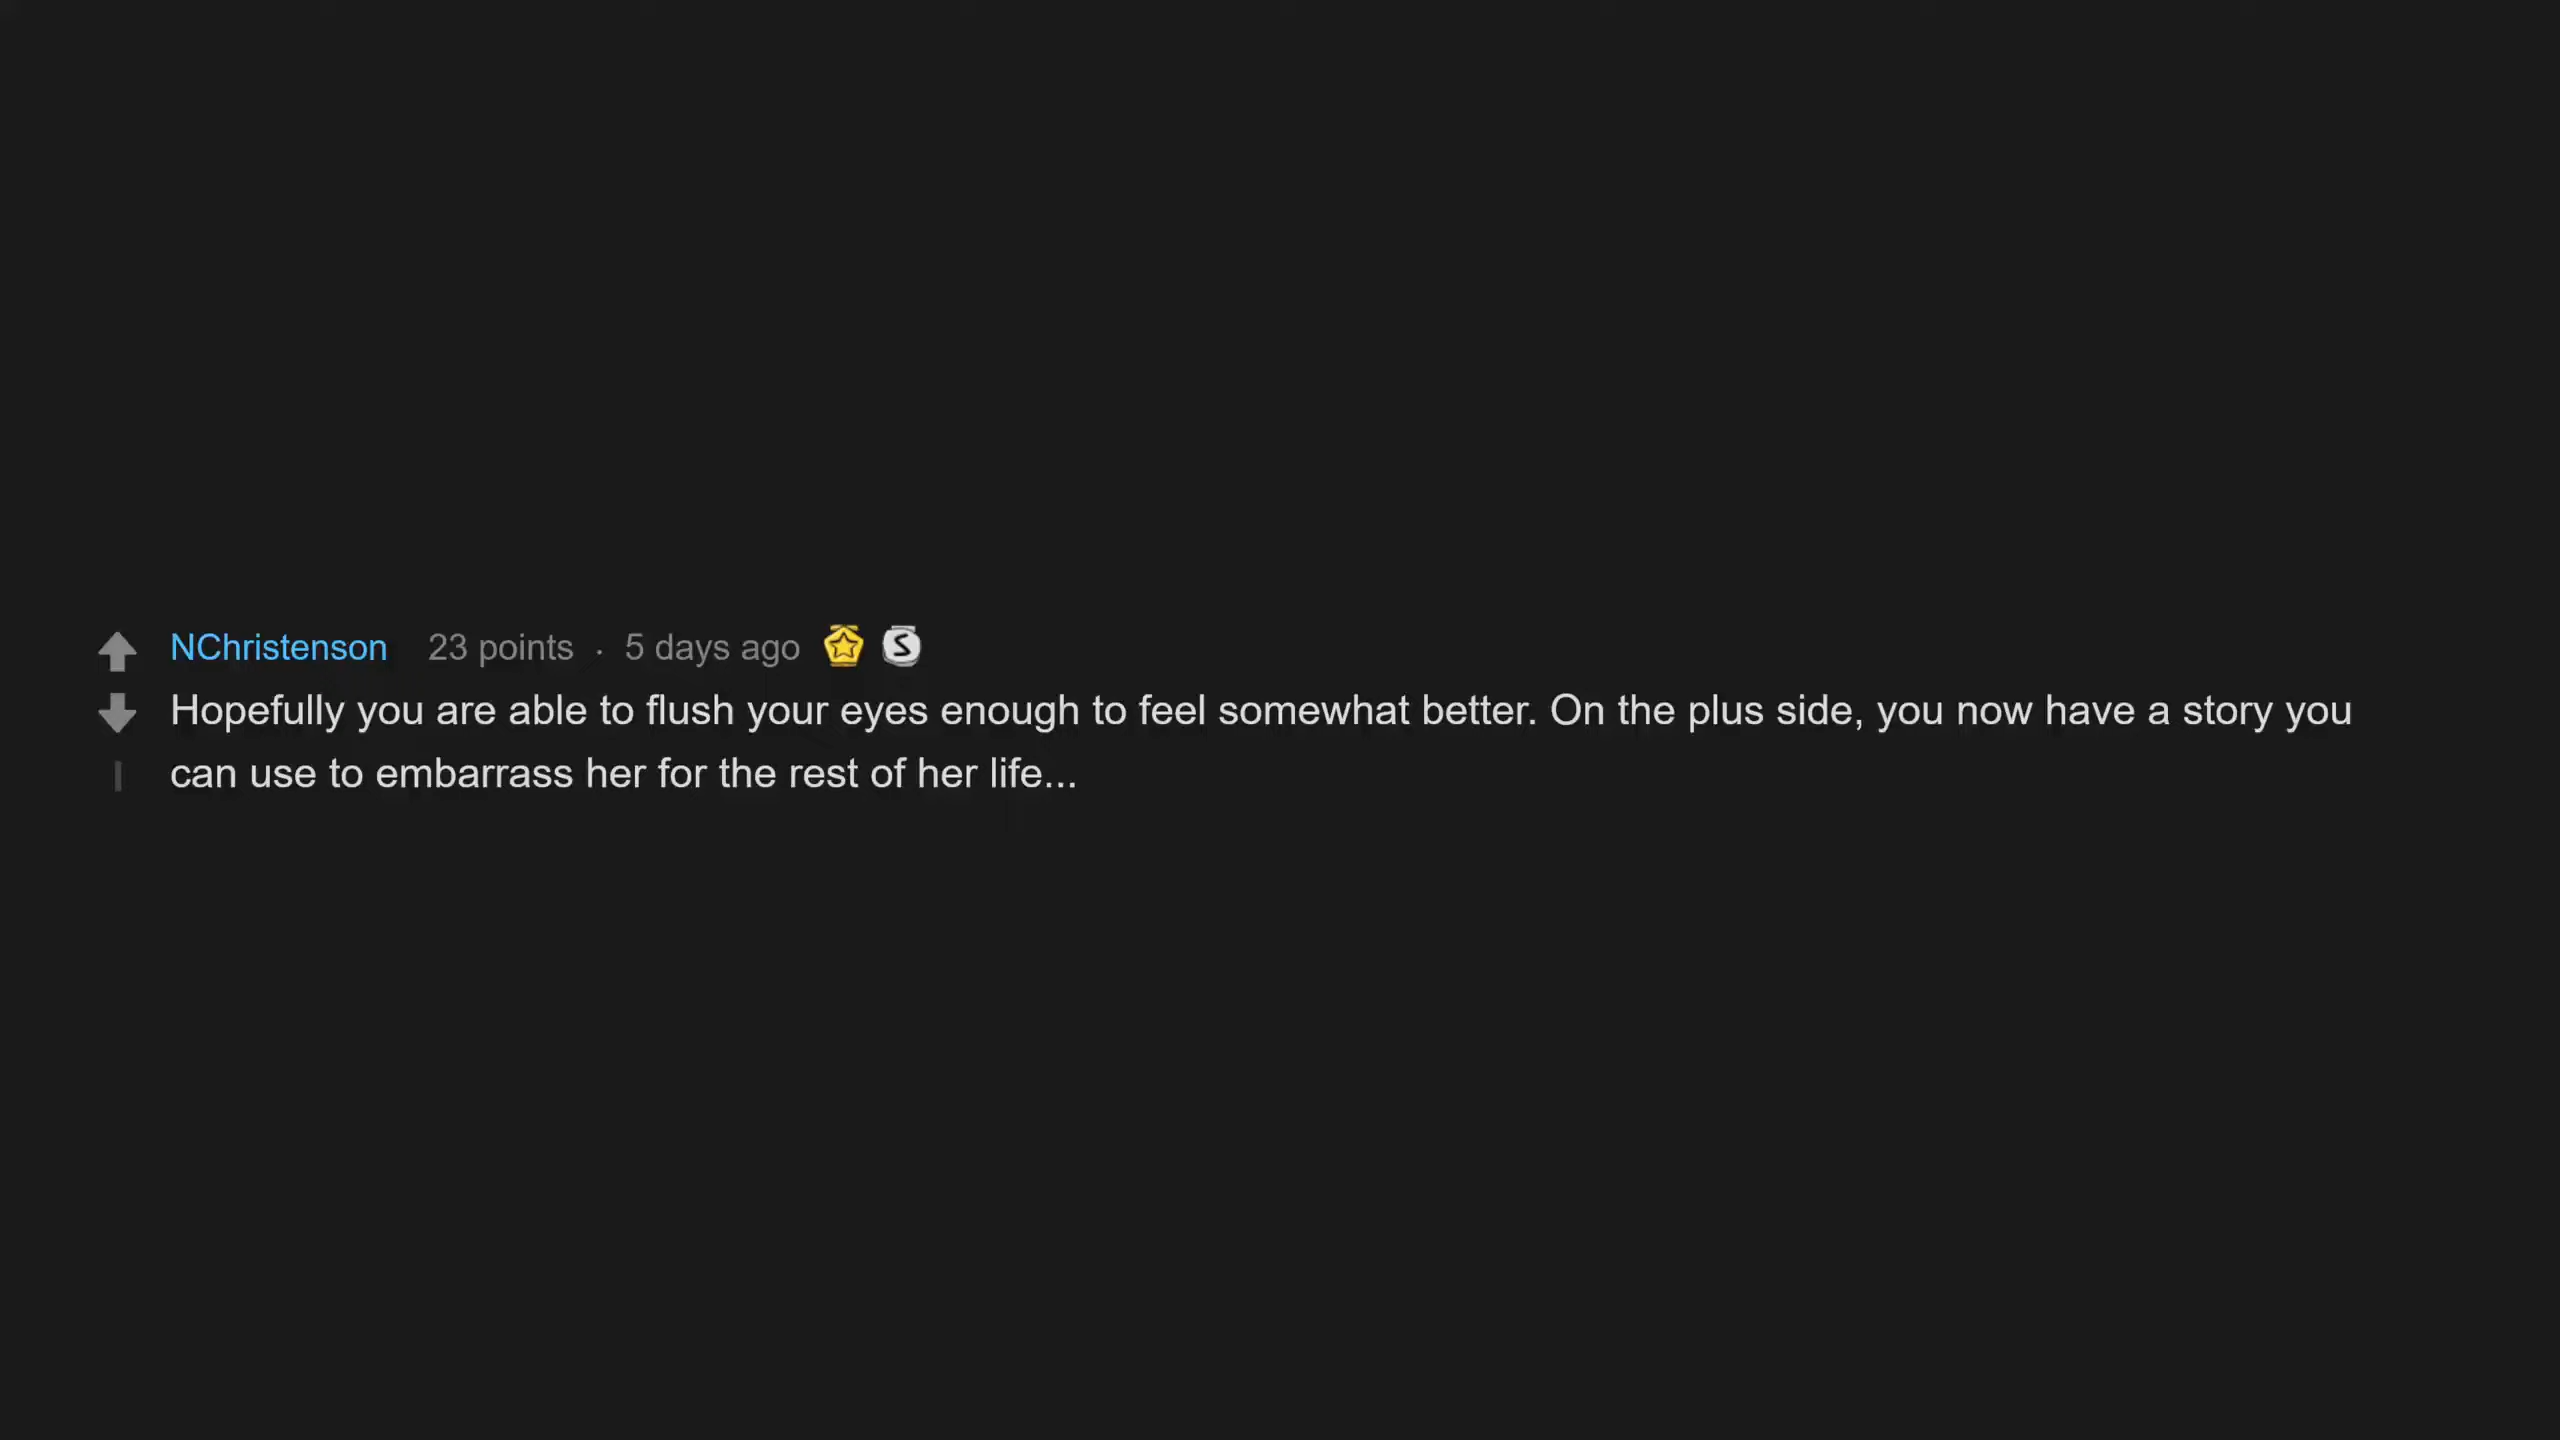 NChristenson 23 points · 5 days ago S
Hopefully you are able to flush your eyes enough to feel somewhat better. On the plus side, you now have a story you
can use to embarrass her for the rest of her life...